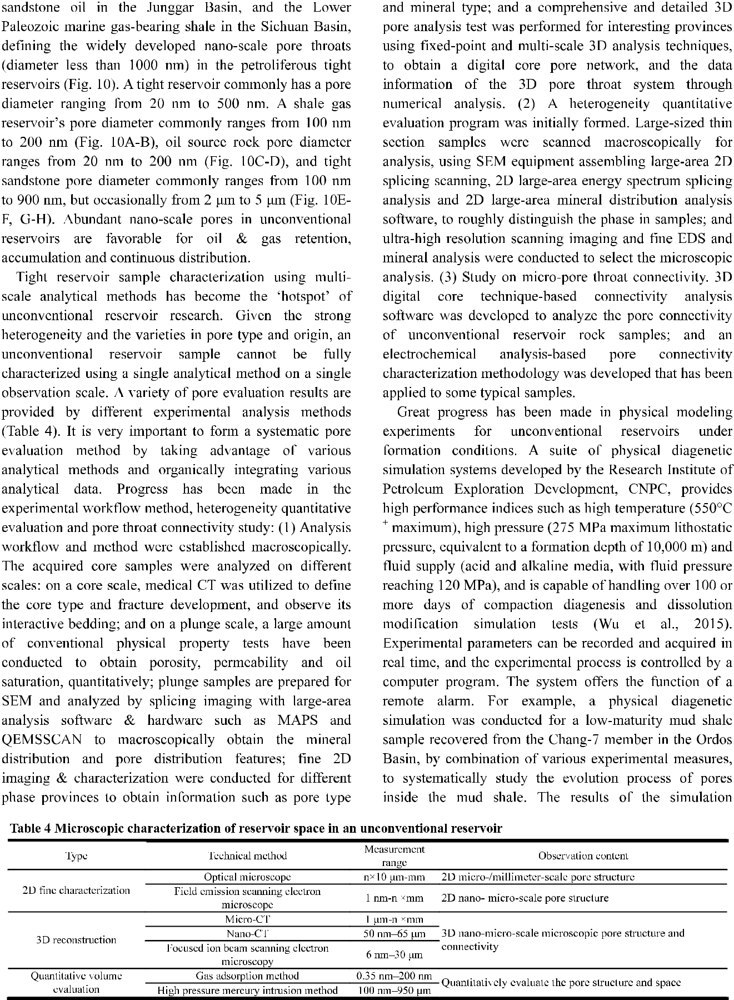 sandstone oil in the Junggar Basin, and the Lower
Paleozoic marine gas-bearing shale in the Sichuan Basin,
defining the widely developed nano-scale pore throats
(diameter less than 1000 nm) in the petroliferous tight
reservoirs (Fig. 10). A tight reservoir commonly has a pore
diameter ranging from 20 nm to 500 nm. A shale gas
reservoir's pore diameter commonly ranges from 100 nm
to 200 nm (Fig. 10A-B), oil source rock pore diameter
ranges from 20 nm to 200 nm (Fig. 10C-D), and tight
sandstone pore diameter commonly ranges from 100 nm
to 900 nm, but occasionally from 2 μm to 5 μm (Fig. 10E-
F, G-H). Abundant nano-scale pores in unconventional
reservoirs are favorable for oil & gas retention,
accumulation and continuous distribution.
Tight reservoir sample characterization using multi-
scale analytical methods has become the 'hotspot' of
unconventional reservoir research. Given the strong
heterogeneity and the varieties in pore type and origin, an
unconventional reservoir sample cannot be fully
characterized using a single analytical method on a single
observation scale. A variety of pore evaluation results are
provided by different experimental analysis methods
(Table 4). It is very important to form a systematic pore
evaluation method by taking advantage of various
analytical methods and organically integrating various
analytical data. Progress has been made in the
experimental workflow method, heterogeneity quantitative
evaluation and pore throat connectivity study: (1) Analysis
workflow and method were established macroscopically.
The acquired core samples were analyzed on different
scales: on a core scale, medical CT was utilized to define
the core type and fracture development, and observe its
interactive bedding; and on a plunge scale, a large amount
of conventional physical property tests have been
conducted to obtain porosity, permeability and oil
saturation, quantitatively; plunge samples are prepared for
SEM and analyzed by splicing imaging with large-area
analysis software & hardware such as MAPS and
QEMSSCAN to macroscopically obtain the mineral
distribution and pore distribution features; fine 2D
imaging & characterization were conducted for different
phase provinces to obtain information such as pore type
and mineral type; and a comprehensive and detailed 3D
pore analysis test was performed for interesting provinces
using fixed-point and multi-scale 3D analysis techniques,
to obtain a digital core pore network, and the data
information of the 3D pore throat system through
numerical analysis. (2) A heterogeneity quantitative
evaluation program was initially formed. Large-sized thin
section samples were scanned macroscopically for
analysis, using SEM equipment assembling large-area 2D
splicing scanning, 2D large-area energy spectrum splicing
analysis and 2D large-area mineral distribution analysis
software, to roughly distinguish the phase in samples; and
ultra-high resolution scanning imaging and fine EDS and
mineral analysis were conducted to select the microscopic
analysis. (3) Study on micro-pore throat connectivity. 3D
digital core technique-based connectivity analysis
software was developed to analyze the pore connectivity
of unconventional reservoir rock samples; and an
electrochemical analysis-based pore connectivity
characterization methodology was developed that has been
applied to some typical samples.
Great progress has been made in physical modeling
experiments for unconventional reservoirs under
formation conditions. A suite of physical diagenetic
simulation systems developed by the Research Institute of
Petroleum Exploration Development, CNPC, provides
high performance indices such as high temperature (550°C
+ maximum), high pressure (275 MPa maximum lithostatic
pressure, equivalent to a formation depth of 10,000 m) and
fluid supply (acid and alkaline media, with fluid pressure
reaching 120 MPa), and is capable of handling over 100 or
more days of compaction diagenesis and dissolution
modification simulation tests (Wu et al., 2015).
Experimental parameters can be recorded and acquired in
real time, and the experimental process is controlled by a
computer program. The system offers the function of a
remote alarm. For example, a physical diagenetic
simulation was conducted for a low-maturity mud shale
sample recovered from the Chang-7 member in the Ordos
Basin, by combination of various experimental measures,
to systematically study the evolution process of pores
inside the mud shale. The results of the simulation
Table 4 Microscopic characterization of reservoir space in an unconventional reservoir
Type Technical method Measurement range Observation content
2D fine characterization
Optical microscope n×10 μm-mm 2D micro-/millimeter-scale pore structure
Field emission scanning electron
microscope
1 nm-n ×mm 2D nano- micro-scale pore structure
3D reconstruction
Micro-CT 1 μm-n ×mm
Nano-CT 50 nm–65 μm
Focused ion beam scanning electron
microscopy
6 nm–30 μm
3D nano-micro-scale microscopic pore structure and
connectivity
Quantitative volume
evaluation
Gas adsorption method 0.35 nm–200 nm
High pressure mercury intrusion method 100 nm–950 μm
Quantitatively evaluate the pore structure and space